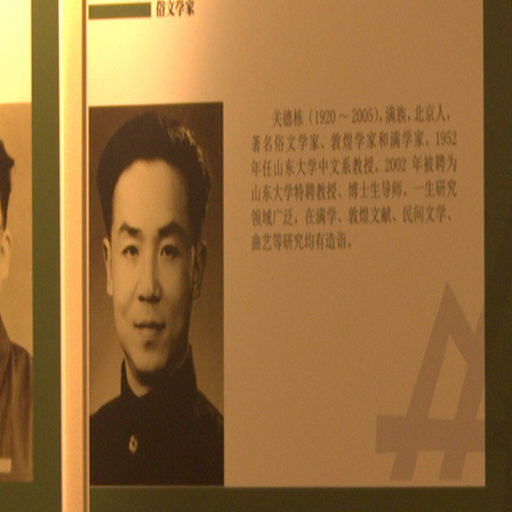 俗文学家
关德栋（1920～2005），满族，北京人，
著名俗文学家、敦煌学家和满学家。1952
年任山东大学中文系教授。2002 年被聘为
山东大学特聘教授、博士生导师。一生研究
领域广泛，在满学、敦煌文献、民间文学、
曲艺等研究均有造诣。